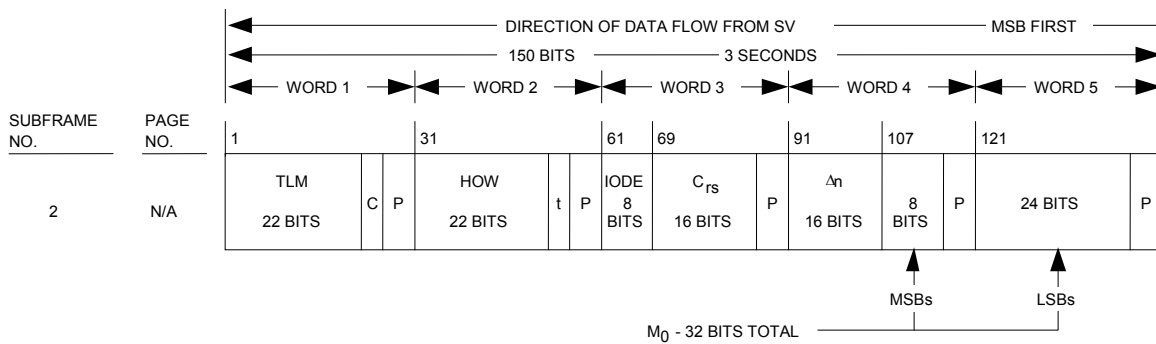 DIRECTION OF DATA FLOW FROM SV MSB FIRST
150 BITS 3 SECONDS
WORD 1 WORD 2 WORD 3 WORD 4 WORD 5
SUBFRAME PAGE
NO. NO. 1 31 61 69 91 107 121
TLM HOW IODE Crs Δn
2 N/A 22 BITS C P 22 BITS t P 8 BITS 16 BITS P 16 BITS 8 BITS P 24 BITS P
MSBs LSBs
M0 - 32 BITS TOTAL